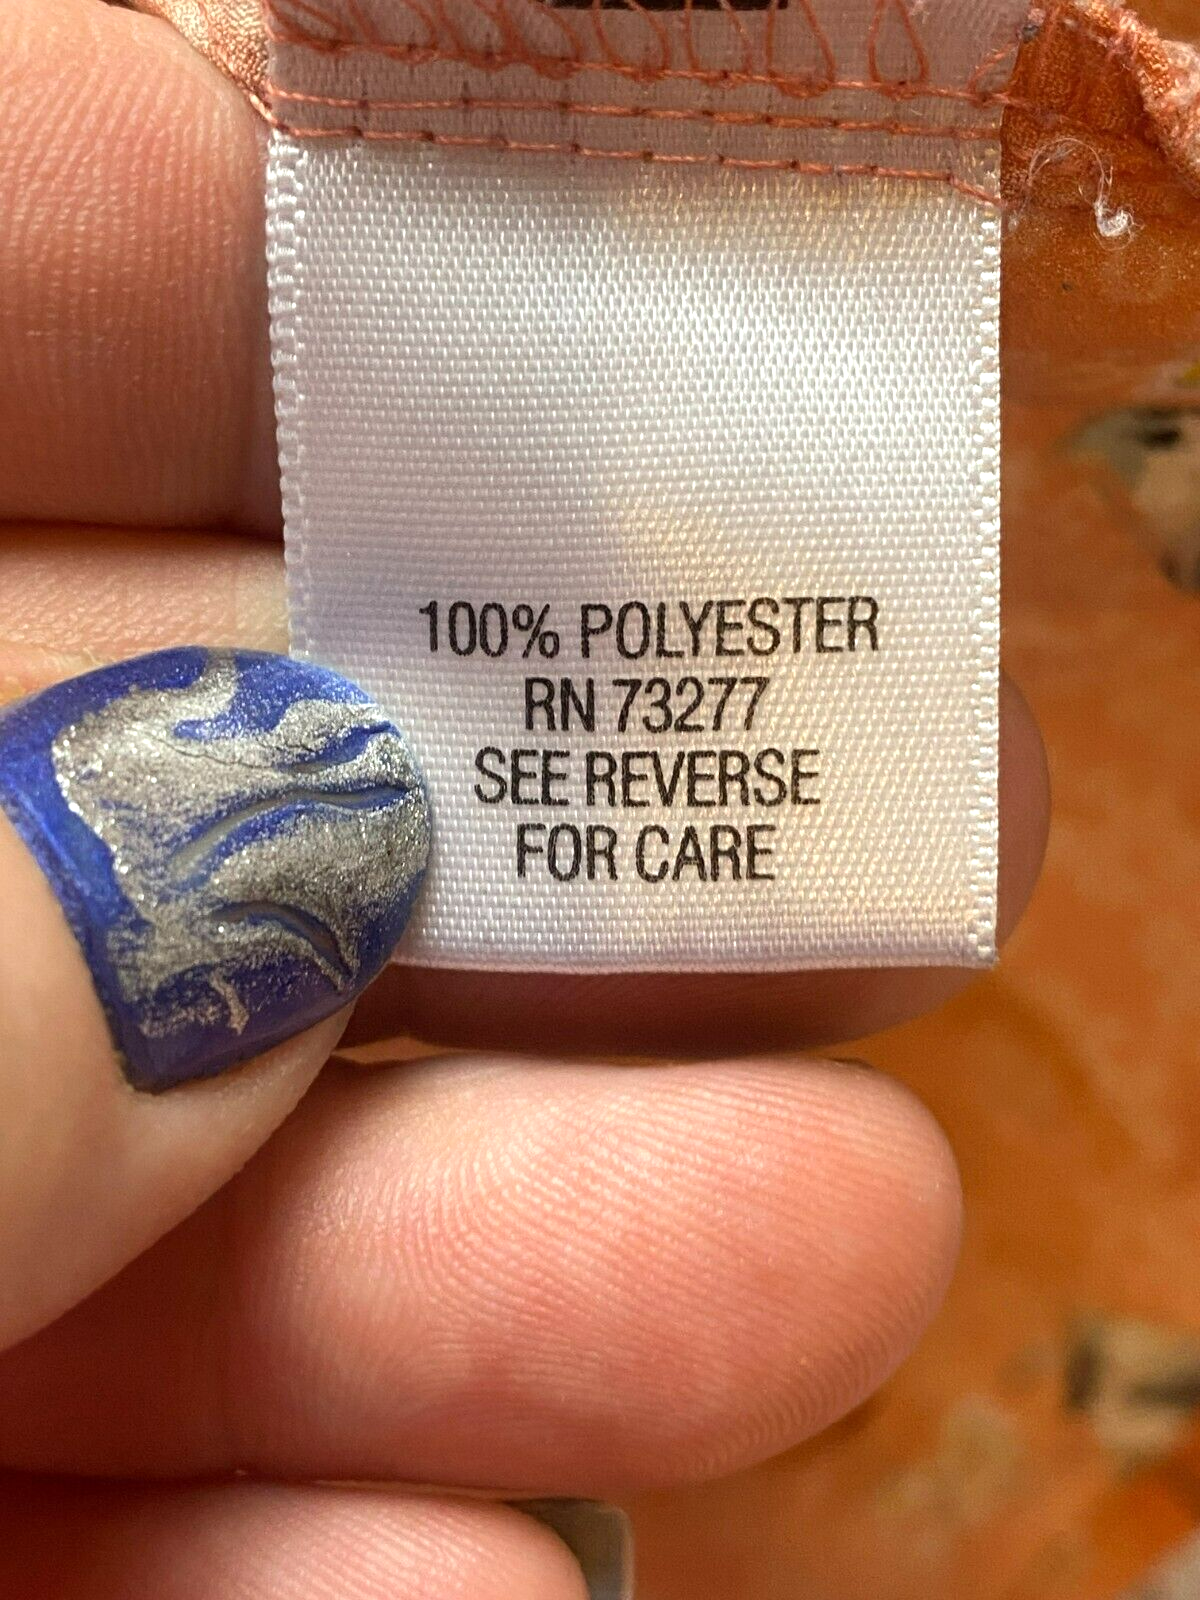 100% POLYESTER
RN 73277
SEE REVERSE
FOR CARE